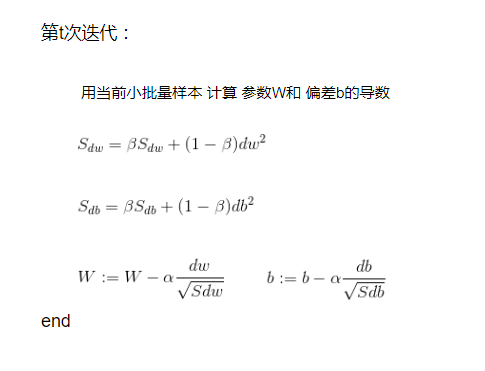 第t次迭代：
用当前小批量样本 计算 参数W和 偏差b的导数
$S_{dw} = \beta S_{dw} + (1 - \beta)dw^2$
$S_{db} = \beta S_{db} + (1 - \beta)db^2$
$W := W - \alpha \frac{dw}{\sqrt{Sdw}}$ $b := b - \alpha \frac{db}{\sqrt{Sdb}}$
end